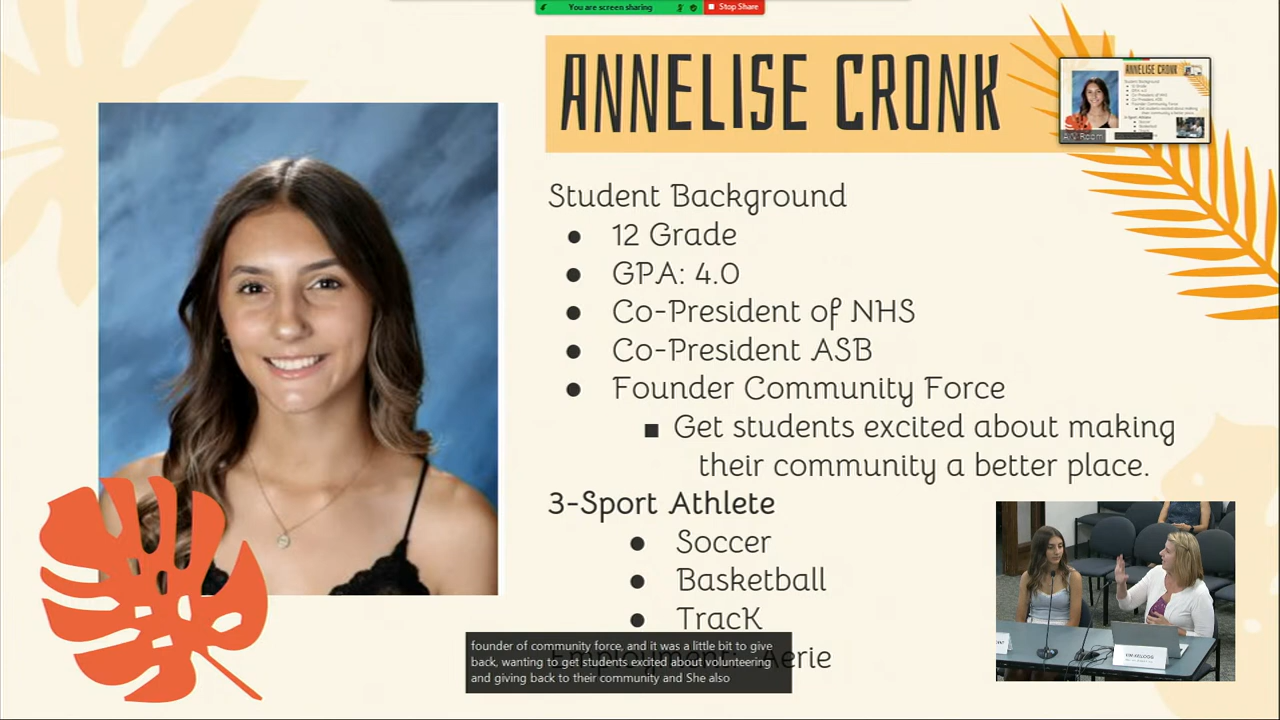 You are screen sharing
Stop Share
ANNELISE CRONK
Student Background
● 12 Grade
● GPA: 4.0
● Co-President of NHS
● Co-President ASB
● Founder Community Force
■ Get students excited about making
their community a better place.
3-Sport Athlete
● Soccer
● Basketball
● TracK
Aerie
founder of community force, and it was a little bit to give
back, wanting to get students excited about volunteering
and giving back to their community and She also